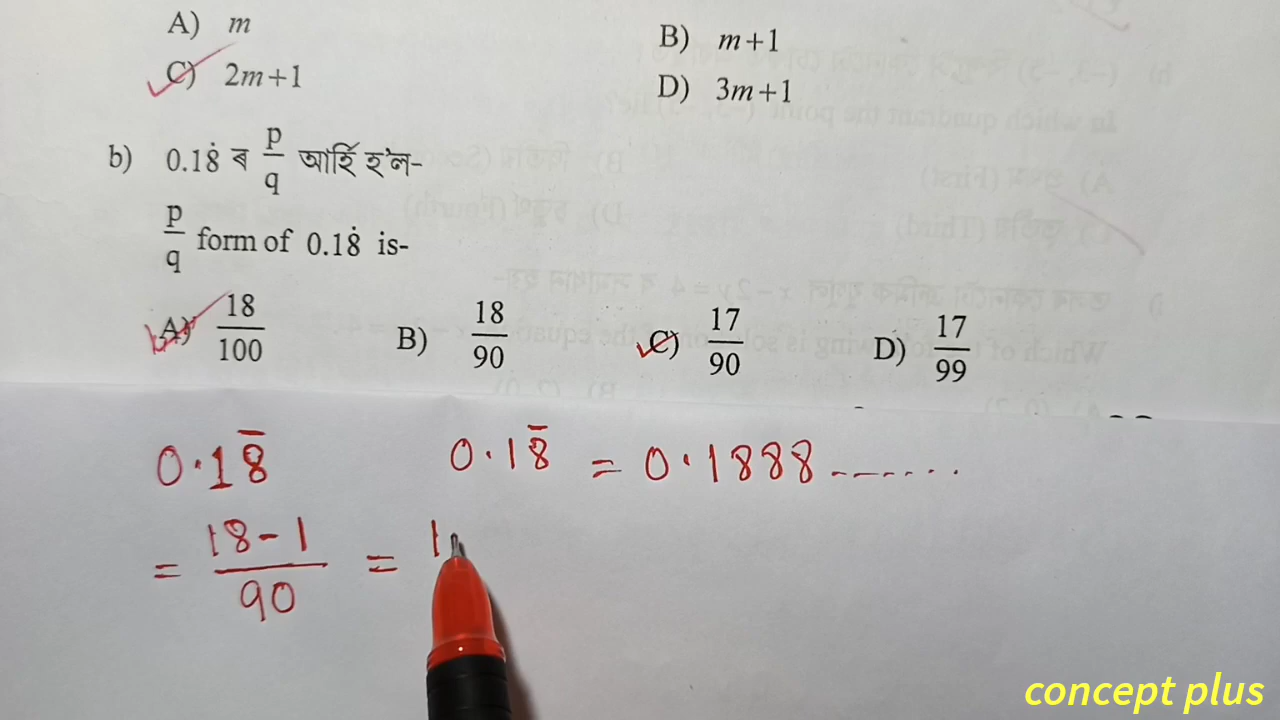 A) m B) m+1
C) 2m+1 D) 3m+1
b) 0.18̇ ৰ p/q আৰ্হি হ'ল-
p/q form of 0.18̇ is-
A) 18/100 B) 18/90 C) 17/90 D) 17/99
0.18̅ 0.18̅ = 0.1888......
= 18-1/90 = 1
concept plus